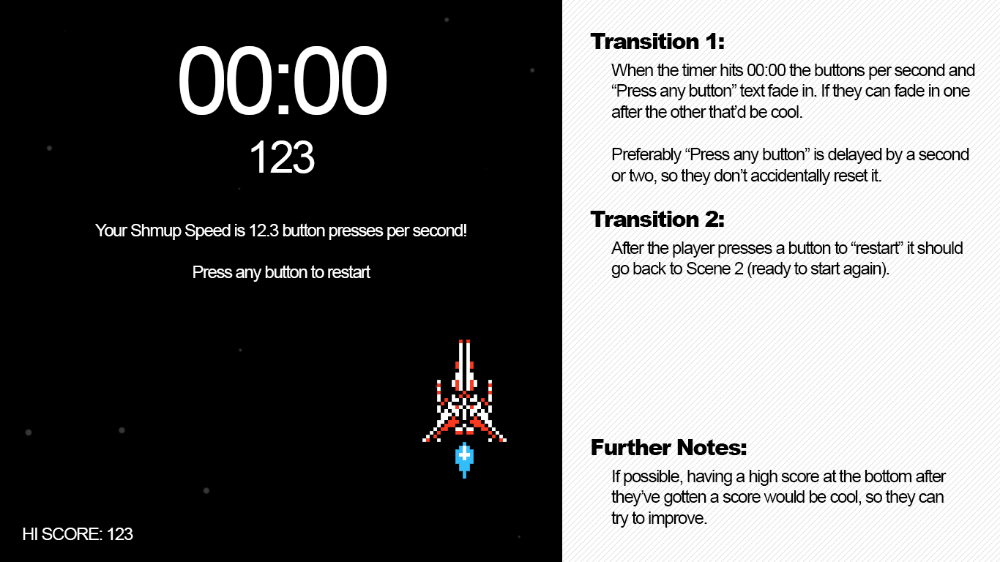 00:00
123
Your Shmup Speed is 12.3 button presses per second!
Press any button to restart
HI SCORE: 123
Transition 1:
When the timer hits 00:00 the buttons per second and
“Press any button” text fade in. If they can fade in one
after the other that’d be cool.
Preferably “Press any button” is delayed by a second
or two, so they don’t accidentally reset it.
Transition 2:
After the player presses a button to “restart” it should
go back to Scene 2 (ready to start again).
Further Notes:
If possible, having a high score at the bottom after
they’ve gotten a score would be cool, so they can
try to improve.